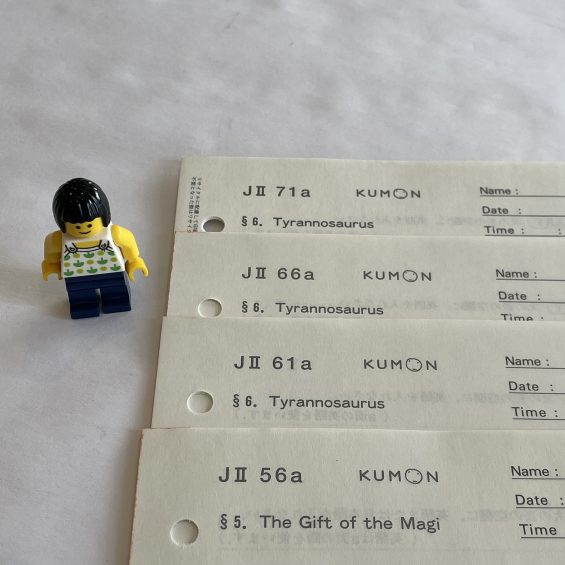 JⅡ 71a KUMON Name :
Date :
§ 6. Tyrannosaurus
Time : :
JⅡ 66a KUMON Name :
Date :
§ 6. Tyrannosaurus
Time :
JⅡ 61a KUMON Name :
Date :
§ 6. Tyrannosaurus
Time :
JⅡ 56a KUMON Name :
Date :
§ 5. The Gift of the Magi
Time